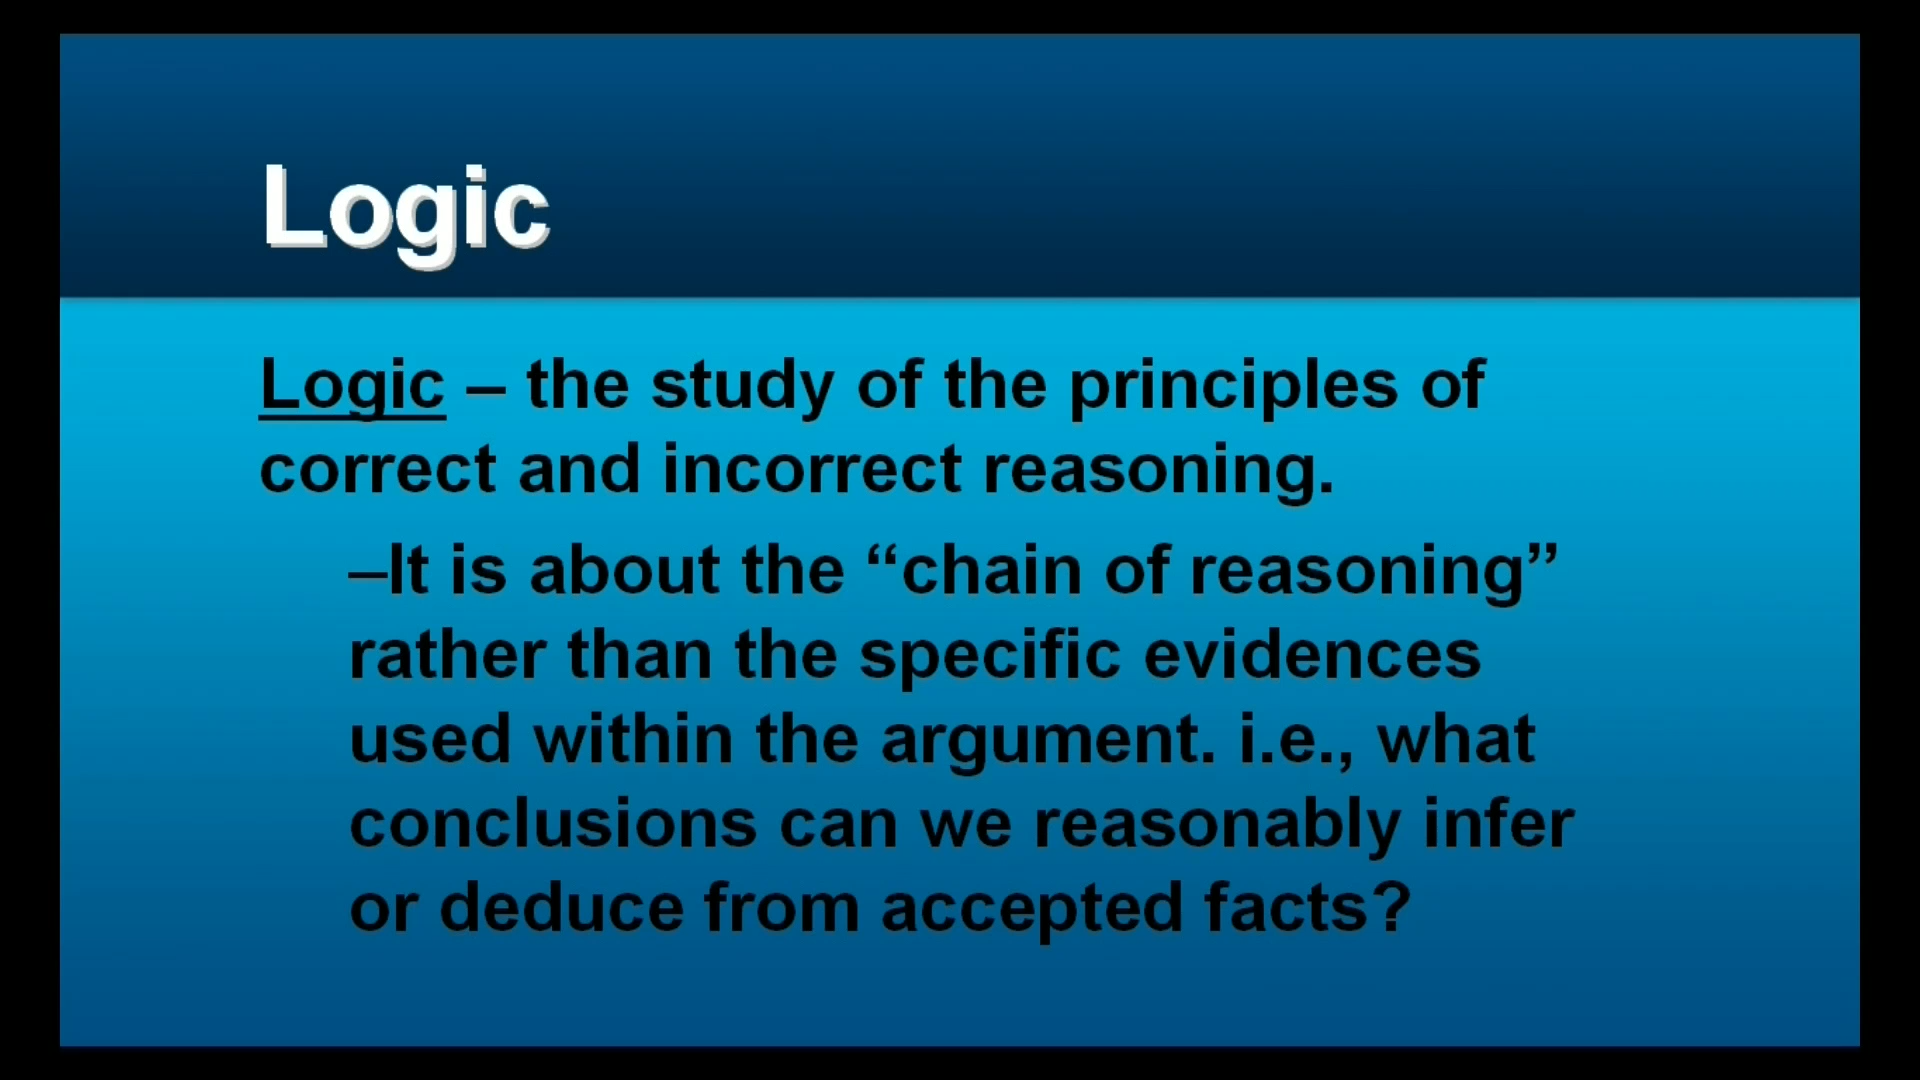 Logic
Logic – the study of the principles of
correct and incorrect reasoning.
–It is about the “chain of reasoning”
rather than the specific evidences
used within the argument. i.e., what
conclusions can we reasonably infer
or deduce from accepted facts?